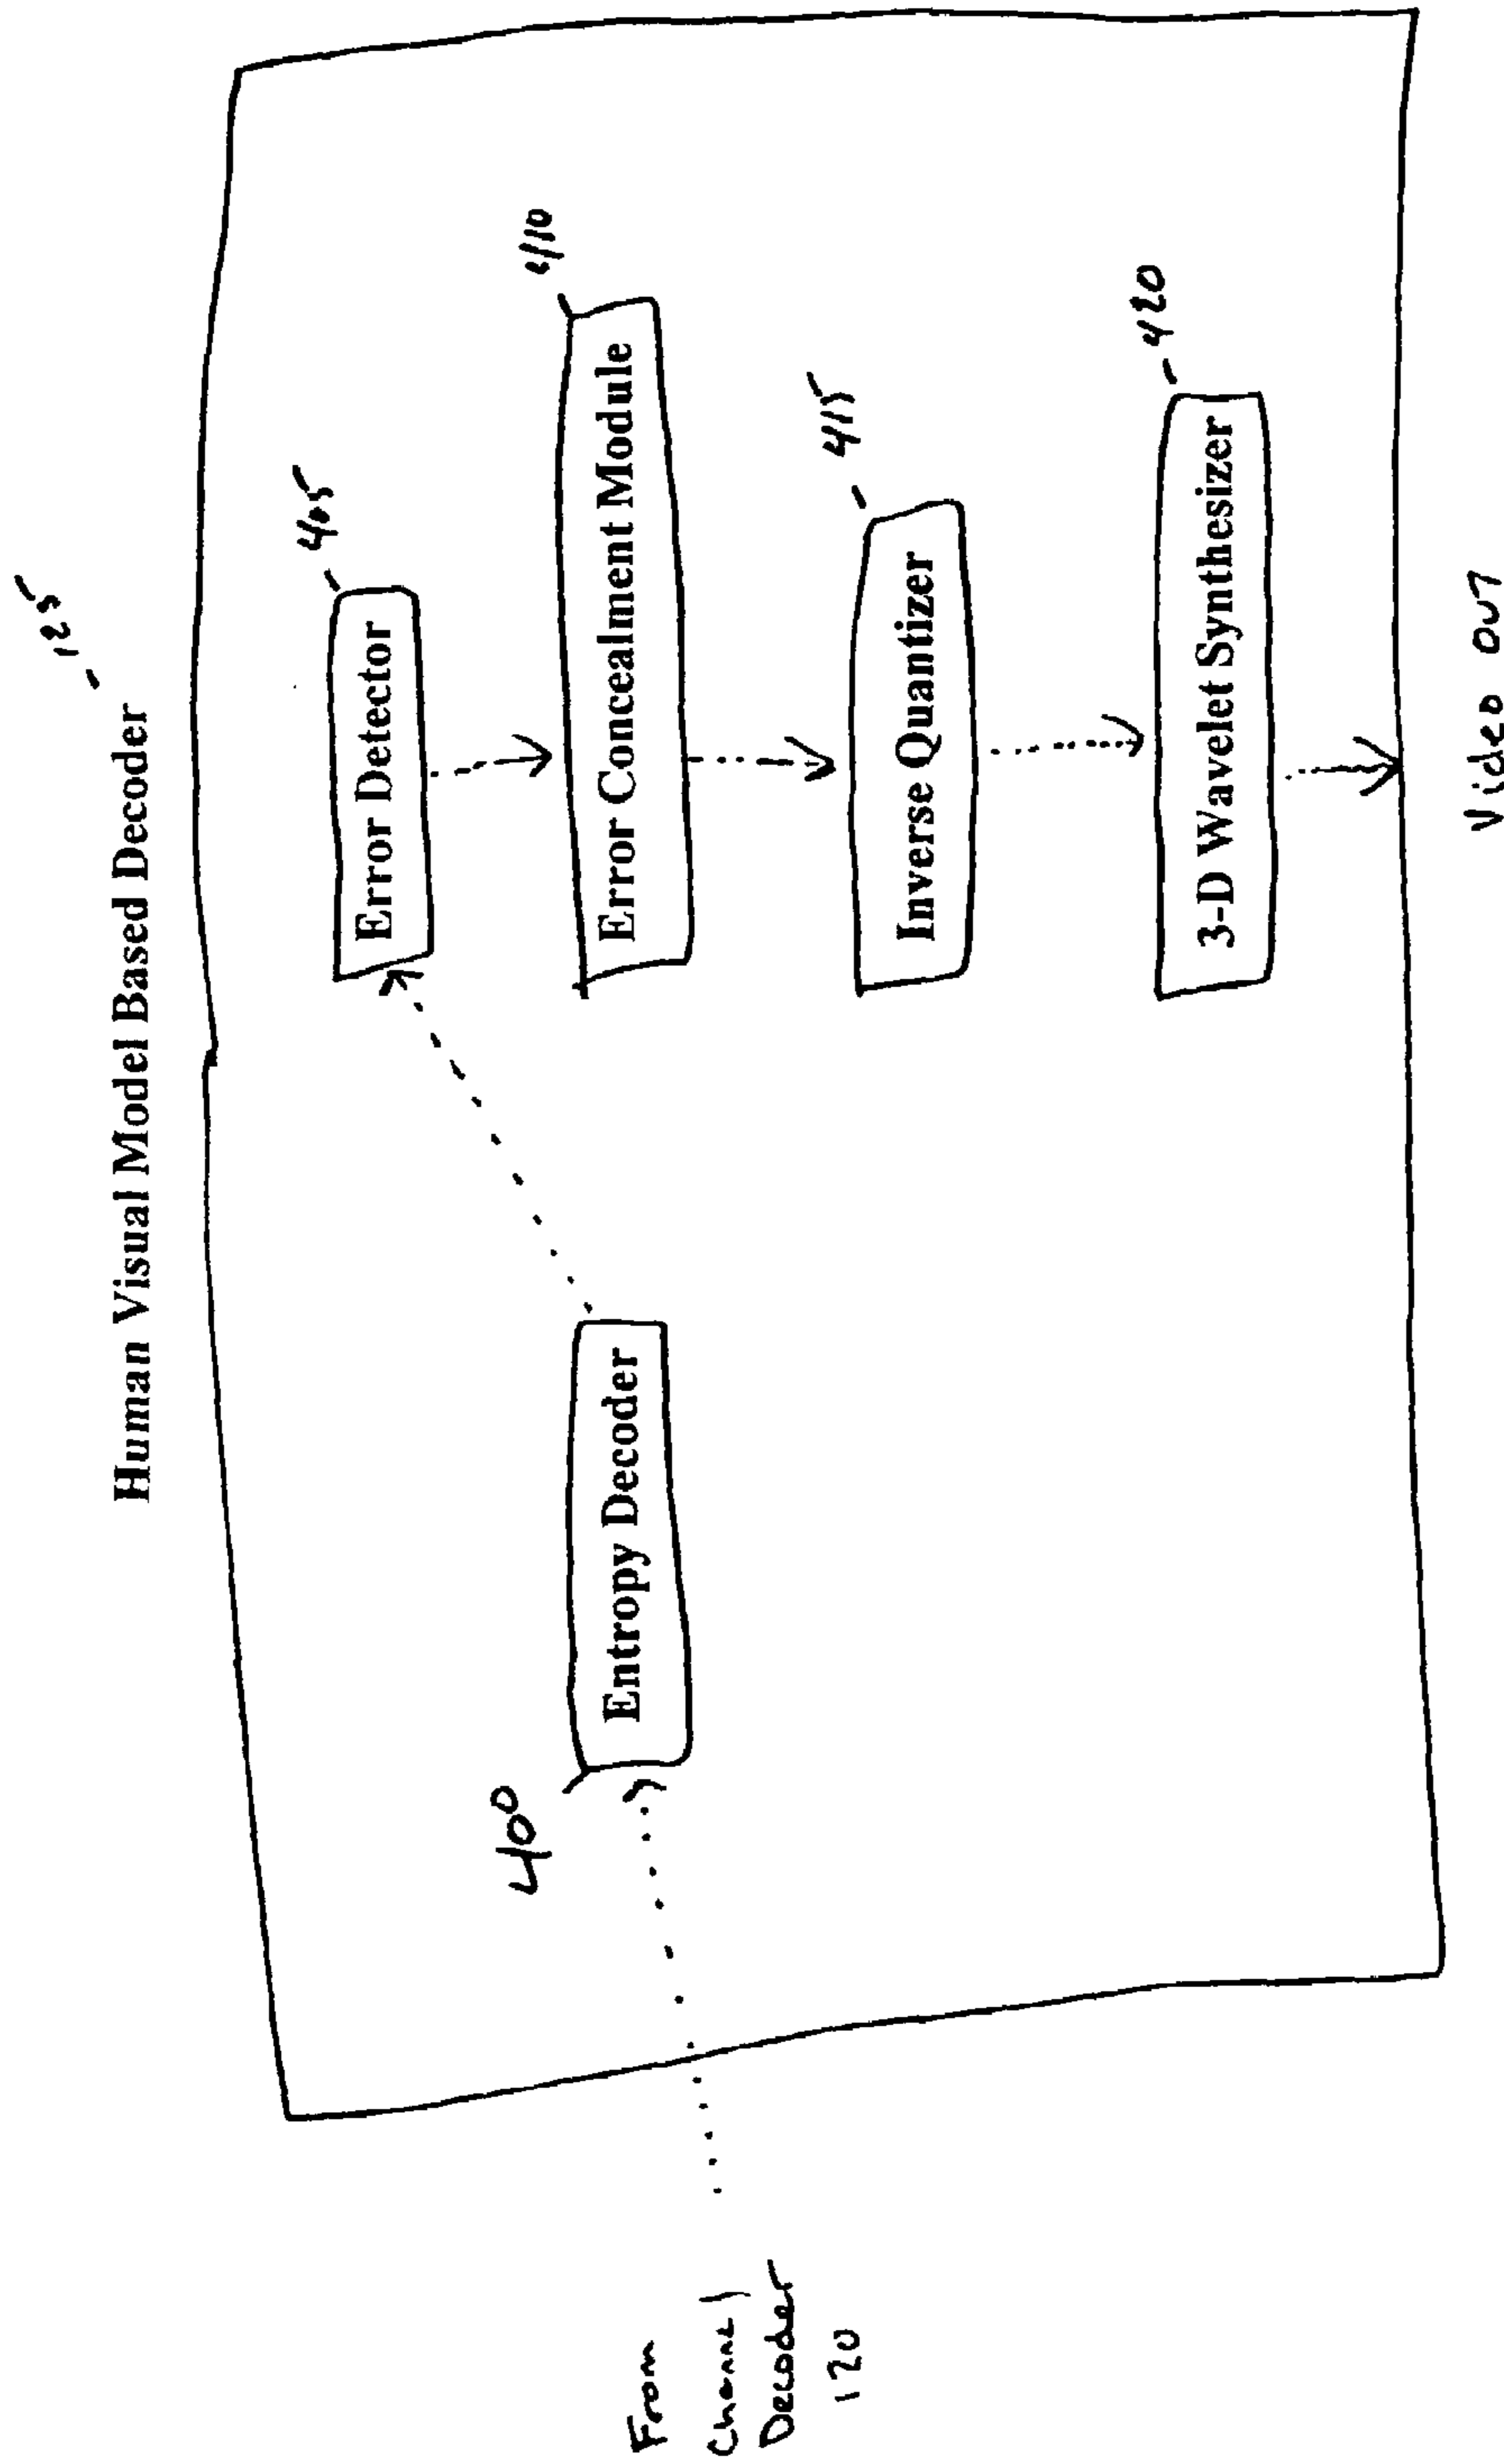 Human Visual Model Based Decoder
125
Error Detector
405
Error Concealment Module
410
Entropy Decoder
400
Inverse Quantizer
415
3-D Wavelet Synthesizer
420
From
Channel
Decoder
120
Video Out